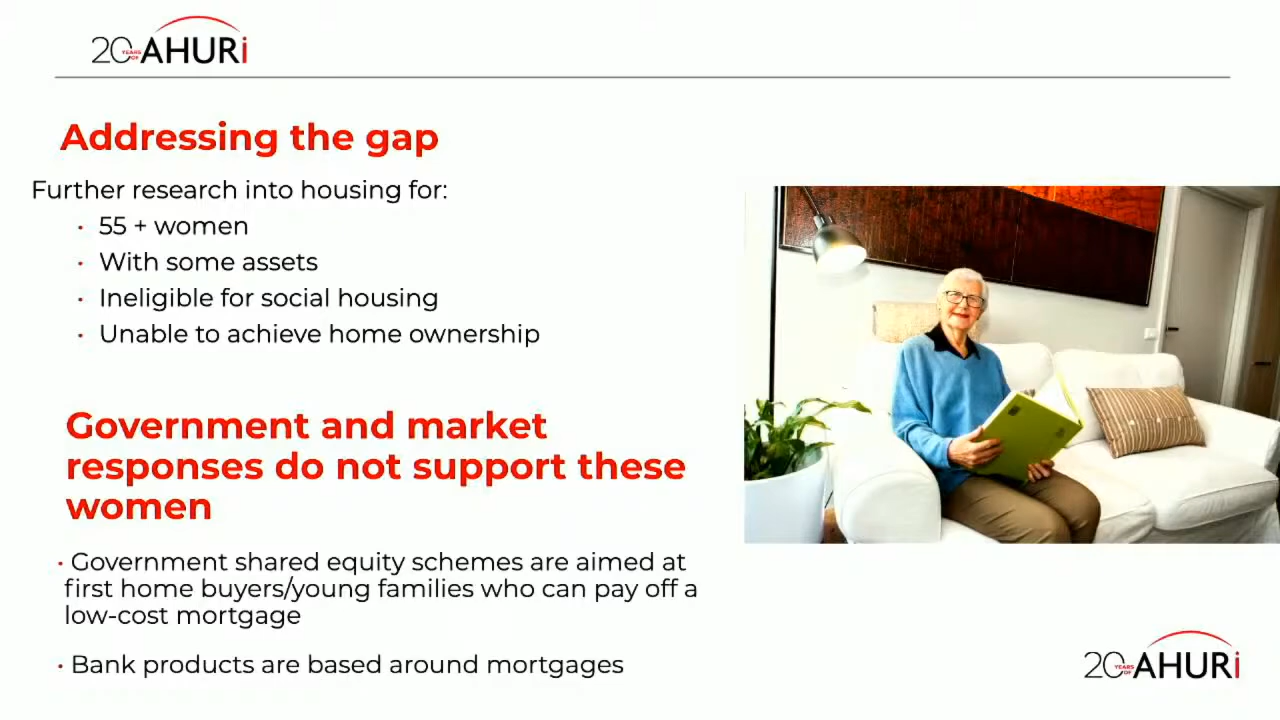 20 YEARS OF AHURi
Addressing the gap
Further research into housing for:
· 55 + women
· With some assets
· Ineligible for social housing
· Unable to achieve home ownership
Government and market
responses do not support these
women
· Government shared equity schemes are aimed at
first home buyers/young families who can pay off a
low-cost mortgage
· Bank products are based around mortgages
20 YEARS OF AHURi